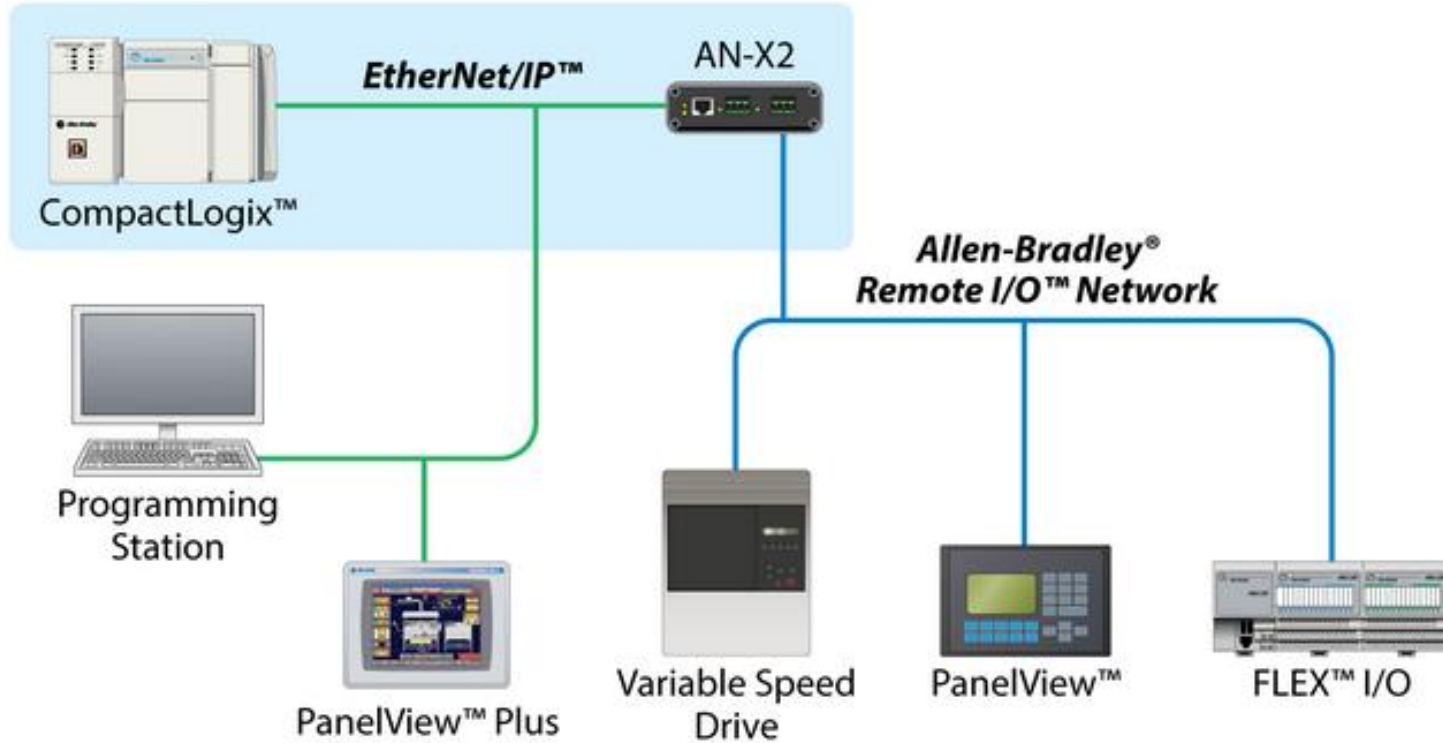 EtherNet/IP™
AN-X2
CompactLogix™
Allen-Bradley®
Remote I/O™ Network
Programming
Station
PanelView™ Plus
Variable Speed
Drive
PanelView™
FLEX™ I/O